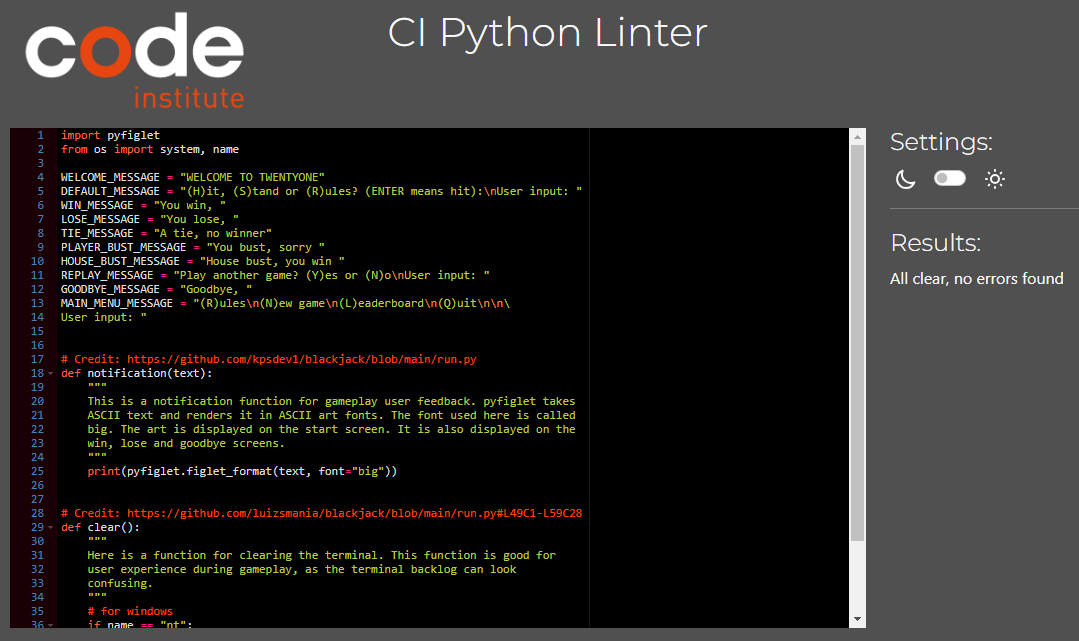 code
institute
CI Python Linter
1 import pyfiglet
2 from os import system, name
3
4 WELCOME_MESSAGE = "WELCOME TO TWENTYONE"
5 DEFAULT_MESSAGE = "(H)it, (S)tand or (R)ules? (ENTER means hit):\nUser input: "
6 WIN_MESSAGE = "You win, "
7 LOSE_MESSAGE = "You lose, "
8 TIE_MESSAGE = "A tie, no winner"
9 PLAYER_BUST_MESSAGE = "You bust, sorry "
10 HOUSE_BUST_MESSAGE = "House bust, you win "
11 REPLAY_MESSAGE = "Play another game? (Y)es or (N)o\nUser input: "
12 GOODBYE_MESSAGE = "Goodbye, "
13 MAIN_MENU_MESSAGE = "(R)ules\n(N)ew game\n(L)eaderboard\n(Q)uit\n\n\
14 User input: "
15
16
17 # Credit: https://github.com/kpsdev1/blackjack/blob/main/run.py
18 def notification(text):
19     """
20     This is a notification function for gameplay user feedback. pyfiglet takes
21     ASCII text and renders it in ASCII art fonts. The font used here is called
22     big. The art is displayed on the start screen. It is also displayed on the
23     win, lose and goodbye screens.
24     """
25     print(pyfiglet.figlet_format(text, font="big"))
26
27
28 # Credit: https://github.com/luizsmania/blackjack/blob/main/run.py#L49C1-L59C28
29 def clear():
30     """
31     Here is a function for clearing the terminal. This function is good for
32     user experience during gameplay, as the terminal backlog can look
33     confusing.
34     """
35     # for windows
36     if name == "nt":
Settings:
Results:
All clear, no errors found